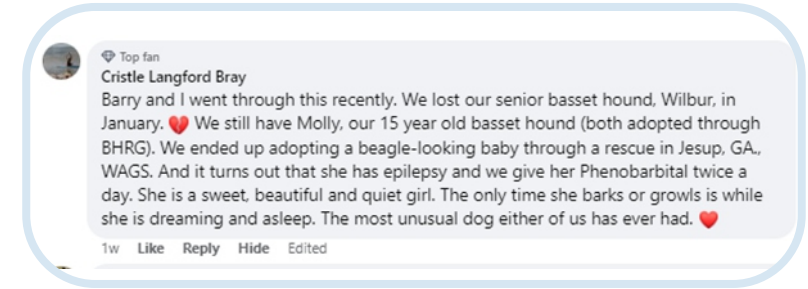 Top fan
Cristle Langford Bray
Barry and I went through this recently. We lost our senior basset hound, Wilbur, in
January. 💔 We still have Molly, our 15 year old basset hound (both adopted through
BHRG). We ended up adopting a beagle-looking baby through a rescue in Jesup, GA.,
WAGS. And it turns out that she has epilepsy and we give her Phenobarbital twice a
day. She is a sweet, beautiful and quiet girl. The only time she barks or growls is while
she is dreaming and asleep. The most unusual dog either of us has ever had. ❤️
1w Like Reply Hide Edited